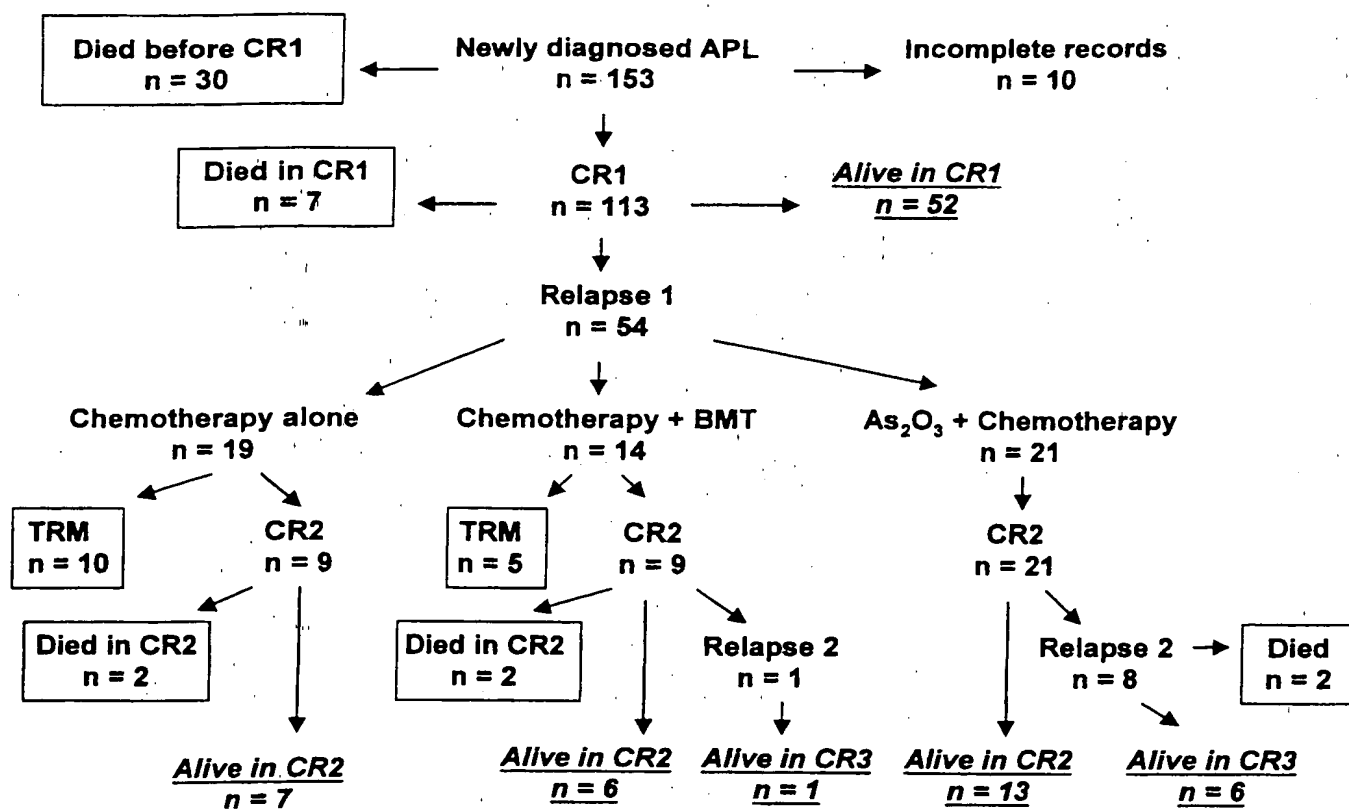 Died before CR1
n = 30
Newly diagnosed APL
n = 153
Incomplete records
n = 10
Died in CR1
n = 7
CR1
n = 113
Alive in CR1
n = 52
Relapse 1
n = 54
Chemotherapy alone
n = 19
Chemotherapy + BMT
n = 14
As₂O₃ + Chemotherapy
n = 21
TRM
n = 10
CR2
n = 9
TRM
n = 5
CR2
n = 9
CR2
n = 21
Died in CR2
n = 2
Died in CR2
n = 2
Relapse 2
n = 1
Relapse 2
n = 8
Died
n = 2
Alive in CR2
n = 7
Alive in CR2
n = 6
Alive in CR3
n = 1
Alive in CR2
n = 13
Alive in CR3
n = 6